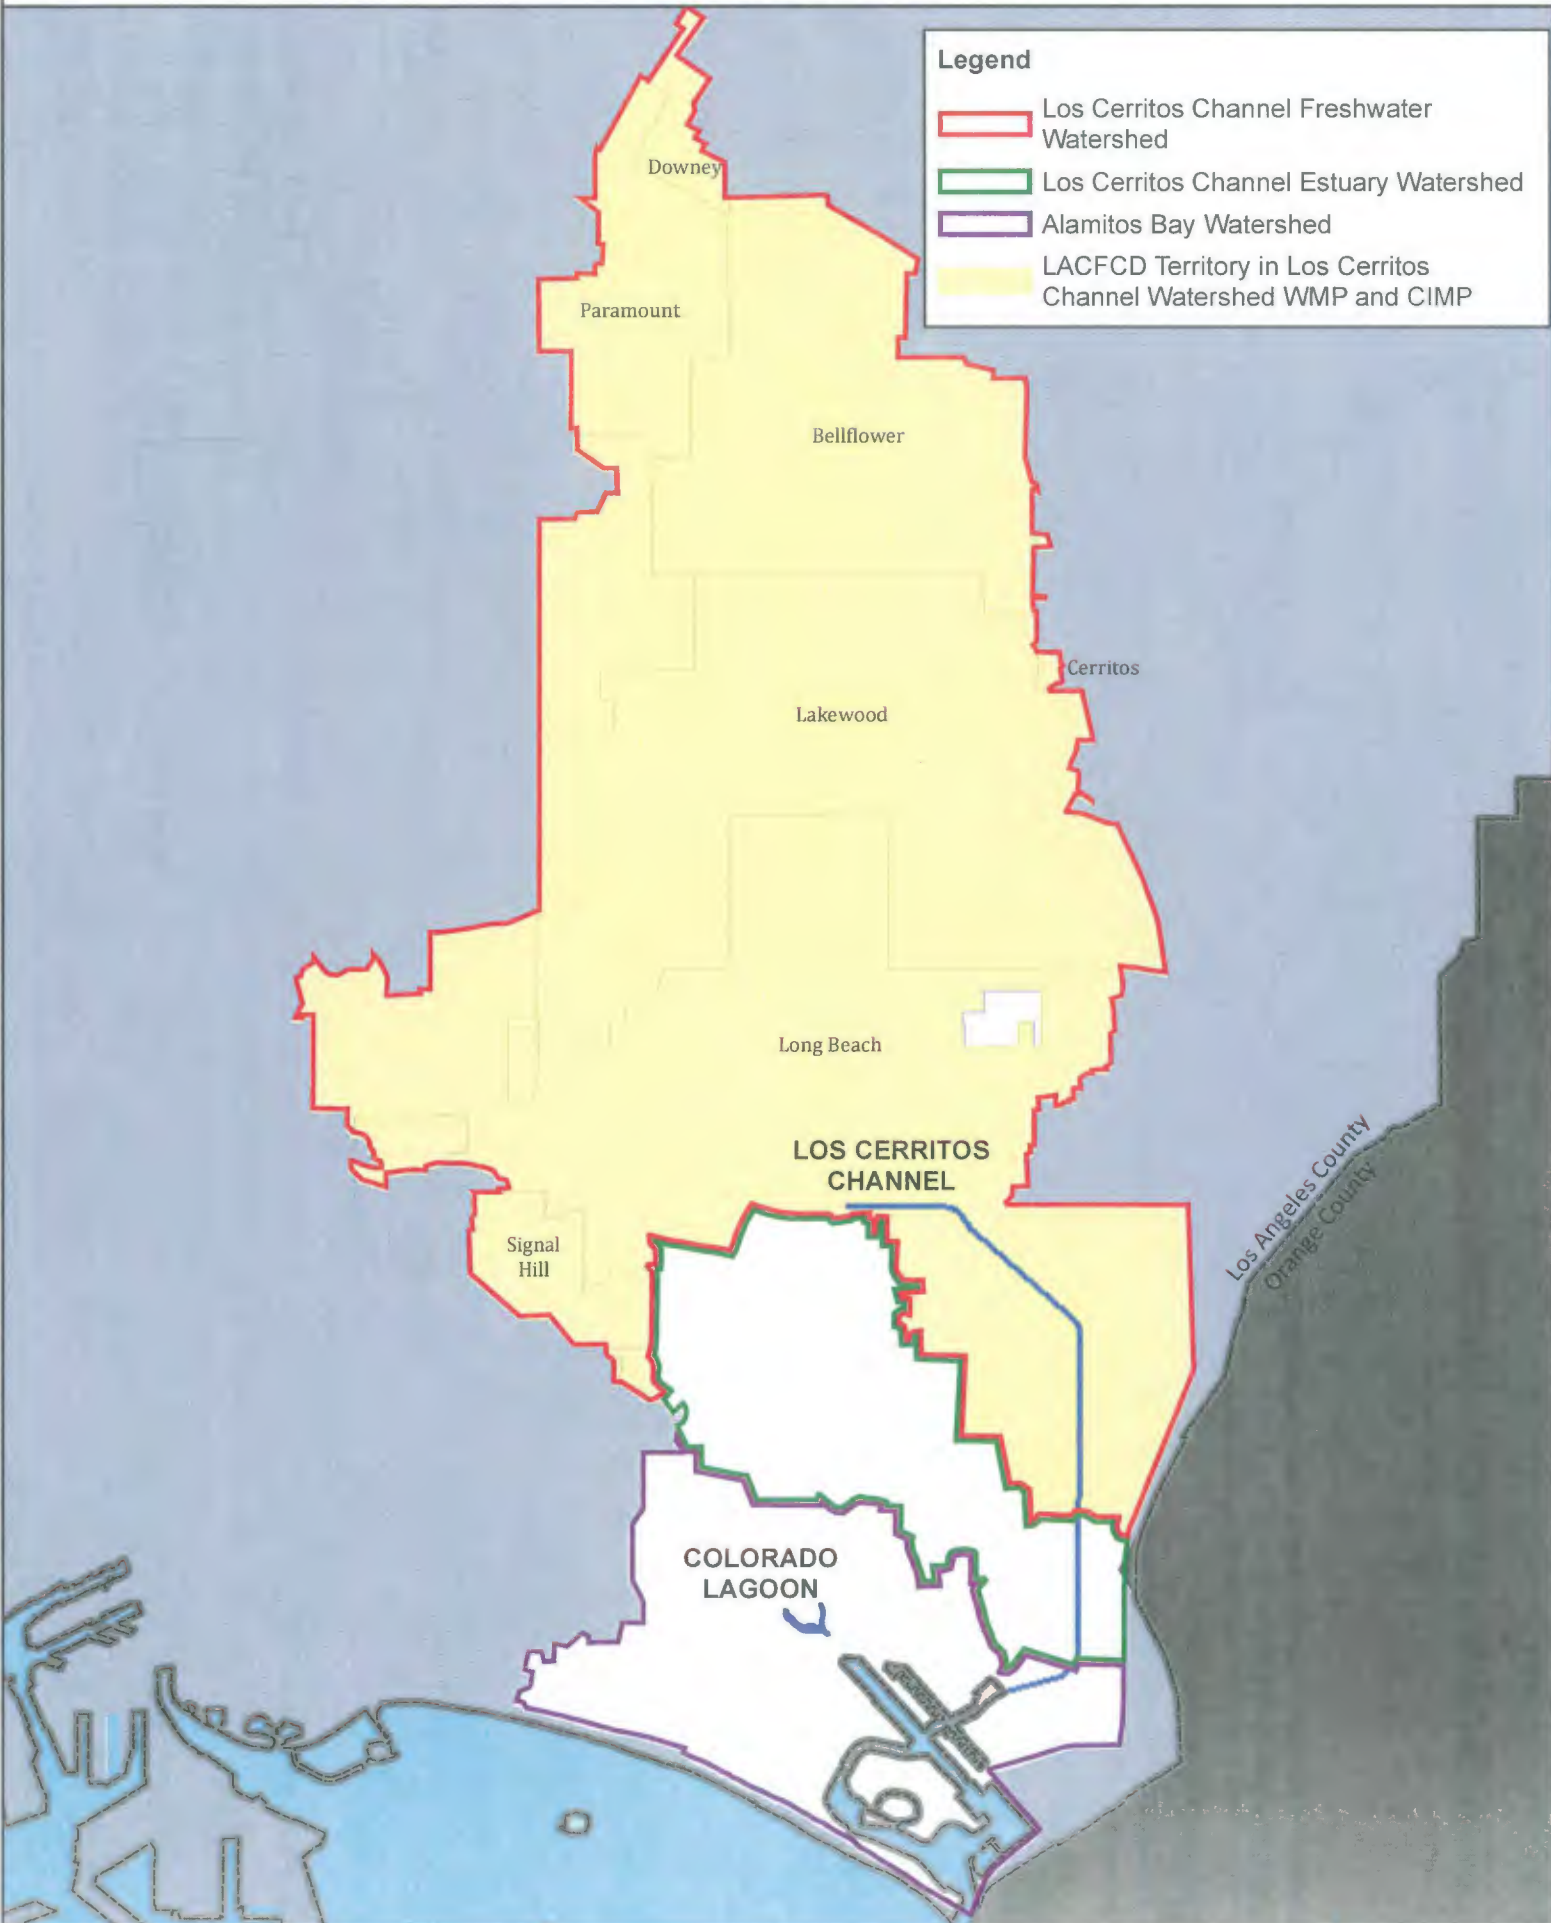 Legend
Los Cerritos Channel Freshwater
Watershed
Los Cerritos Channel Estuary Watershed
Alamitos Bay Watershed
LACFCD Territory in Los Cerritos
Channel Watershed WMP and CIMP
Downey
Paramount
Bellflower
Cerritos
Lakewood
Long Beach
LOS CERRITOS
CHANNEL
Los Angeles County
Orange County
Signal
Hill
COLORADO
LAGOON